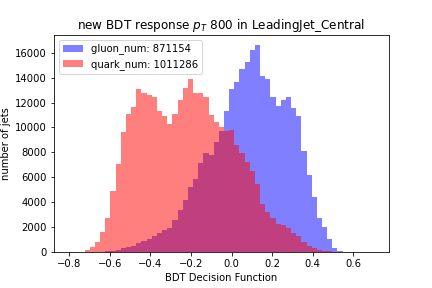 new BDT response p_T 800 in LeadingJet_Central
gluon_num: 871154
quark_num: 1011286
number of jets
16000
14000
12000
10000
8000
6000
4000
2000
0
−0.8 −0.6 −0.4 −0.2 0.0 0.2 0.4 0.6
BDT Decision Function